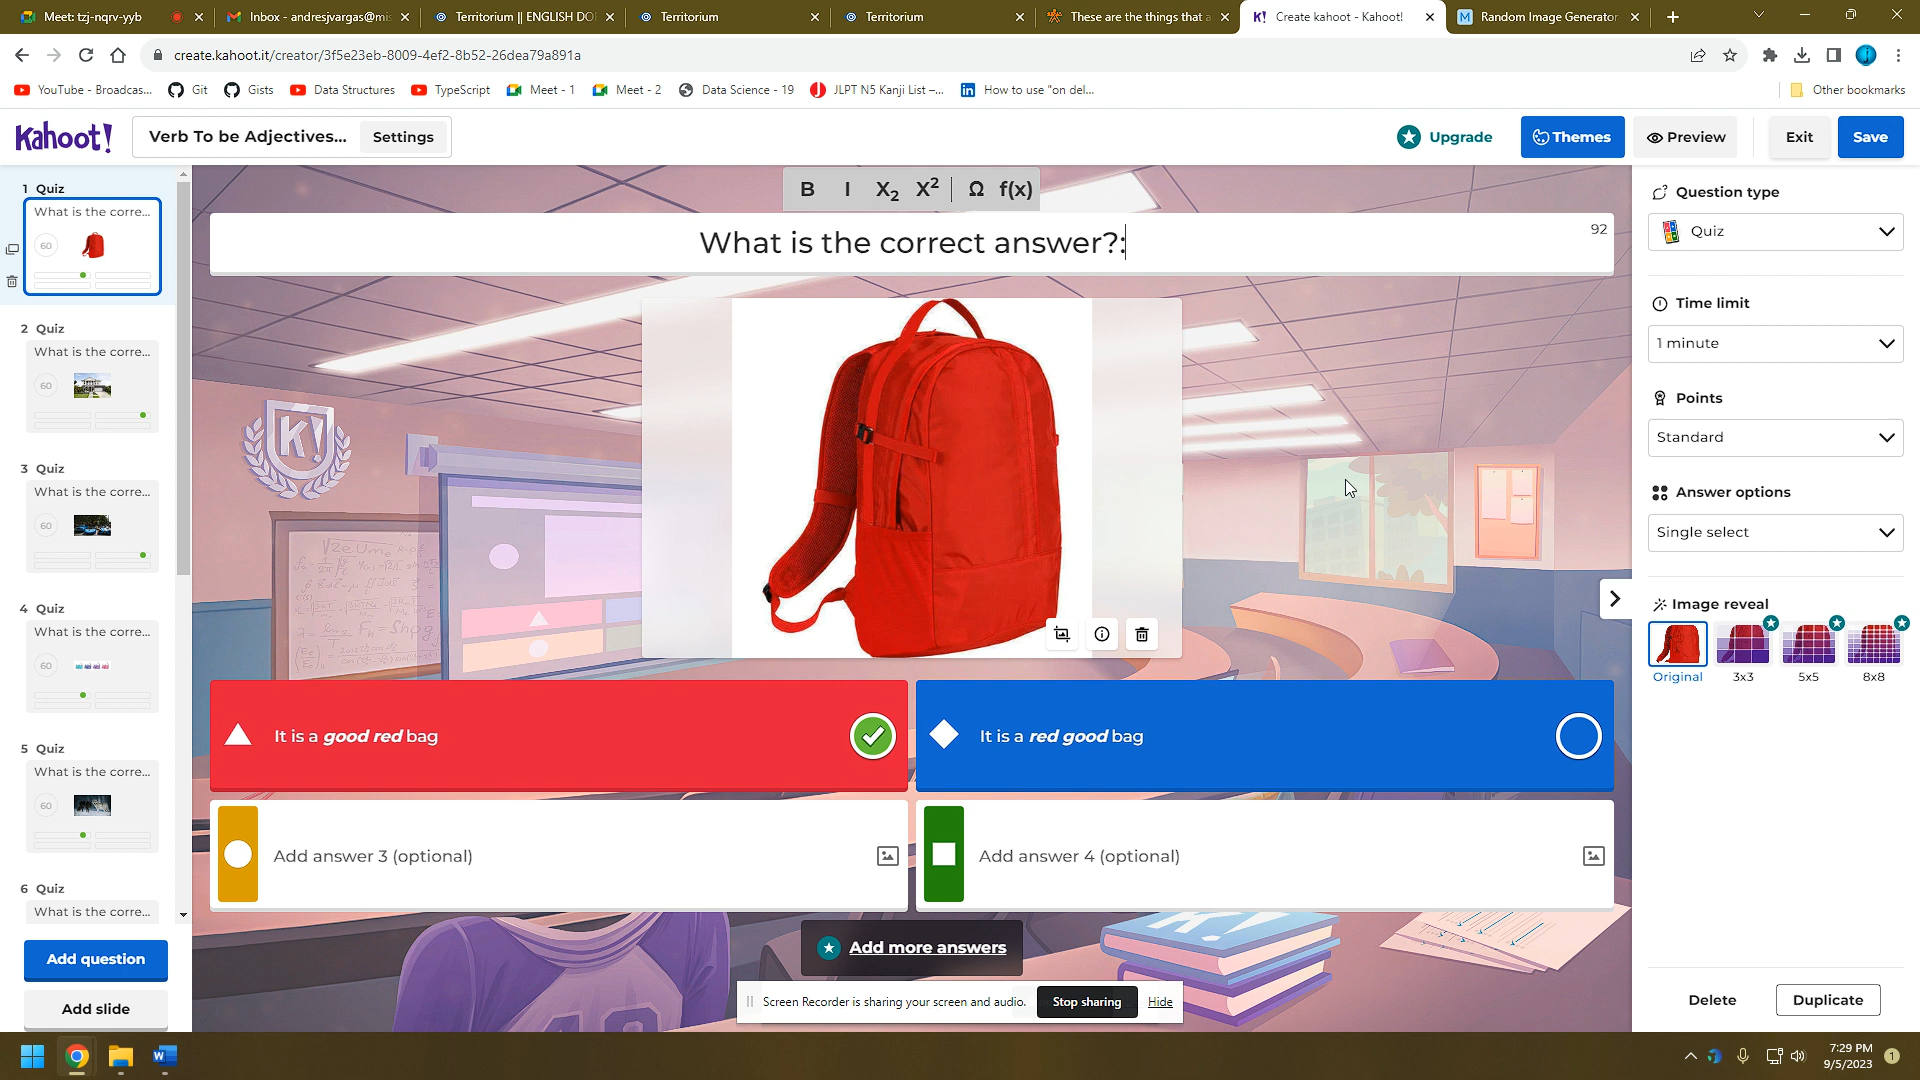 Meet: tzj-nqrv-yyb
Inbox - andresjvargas@mis
Territorium || ENGLISH DO
Territorium
Territorium
These are the things that a
Create kahoot - Kahoot!
Random Image Generator
create.kahoot.it/creator/3f5e23eb-8009-4ef2-8b52-26dea79a891a
YouTube - Broadcas...
Git
Gists
Data Structures
TypeScript
Meet - 1
Meet - 2
Data Science - 19
JLPT N5 Kanji List –...
How to use "on del...
Other bookmarks
Kahoot!
Verb To be Adjectives...
Settings
Upgrade
Themes
Preview
Exit
Save
1 Quiz
What is the corre...
60
2 Quiz
What is the corre...
60
3 Quiz
What is the corre...
60
4 Quiz
What is the corre...
60
5 Quiz
What is the corre...
60
6 Quiz
What is the corre...
Add question
Add slide
B I X2 X² Ω f(x)
What is the correct answer?:
92
K!
It is a good red bag
It is a red good bag
Add answer 3 (optional)
Add answer 4 (optional)
Add more answers
K!
Screen Recorder is sharing your screen and audio.
Stop sharing
Hide
Question type
Quiz
Time limit
1 minute
Points
Standard
Answer options
Single select
Image reveal
Original
3x3
5x5
8x8
Delete
Duplicate
7:29 PM
9/5/2023
1